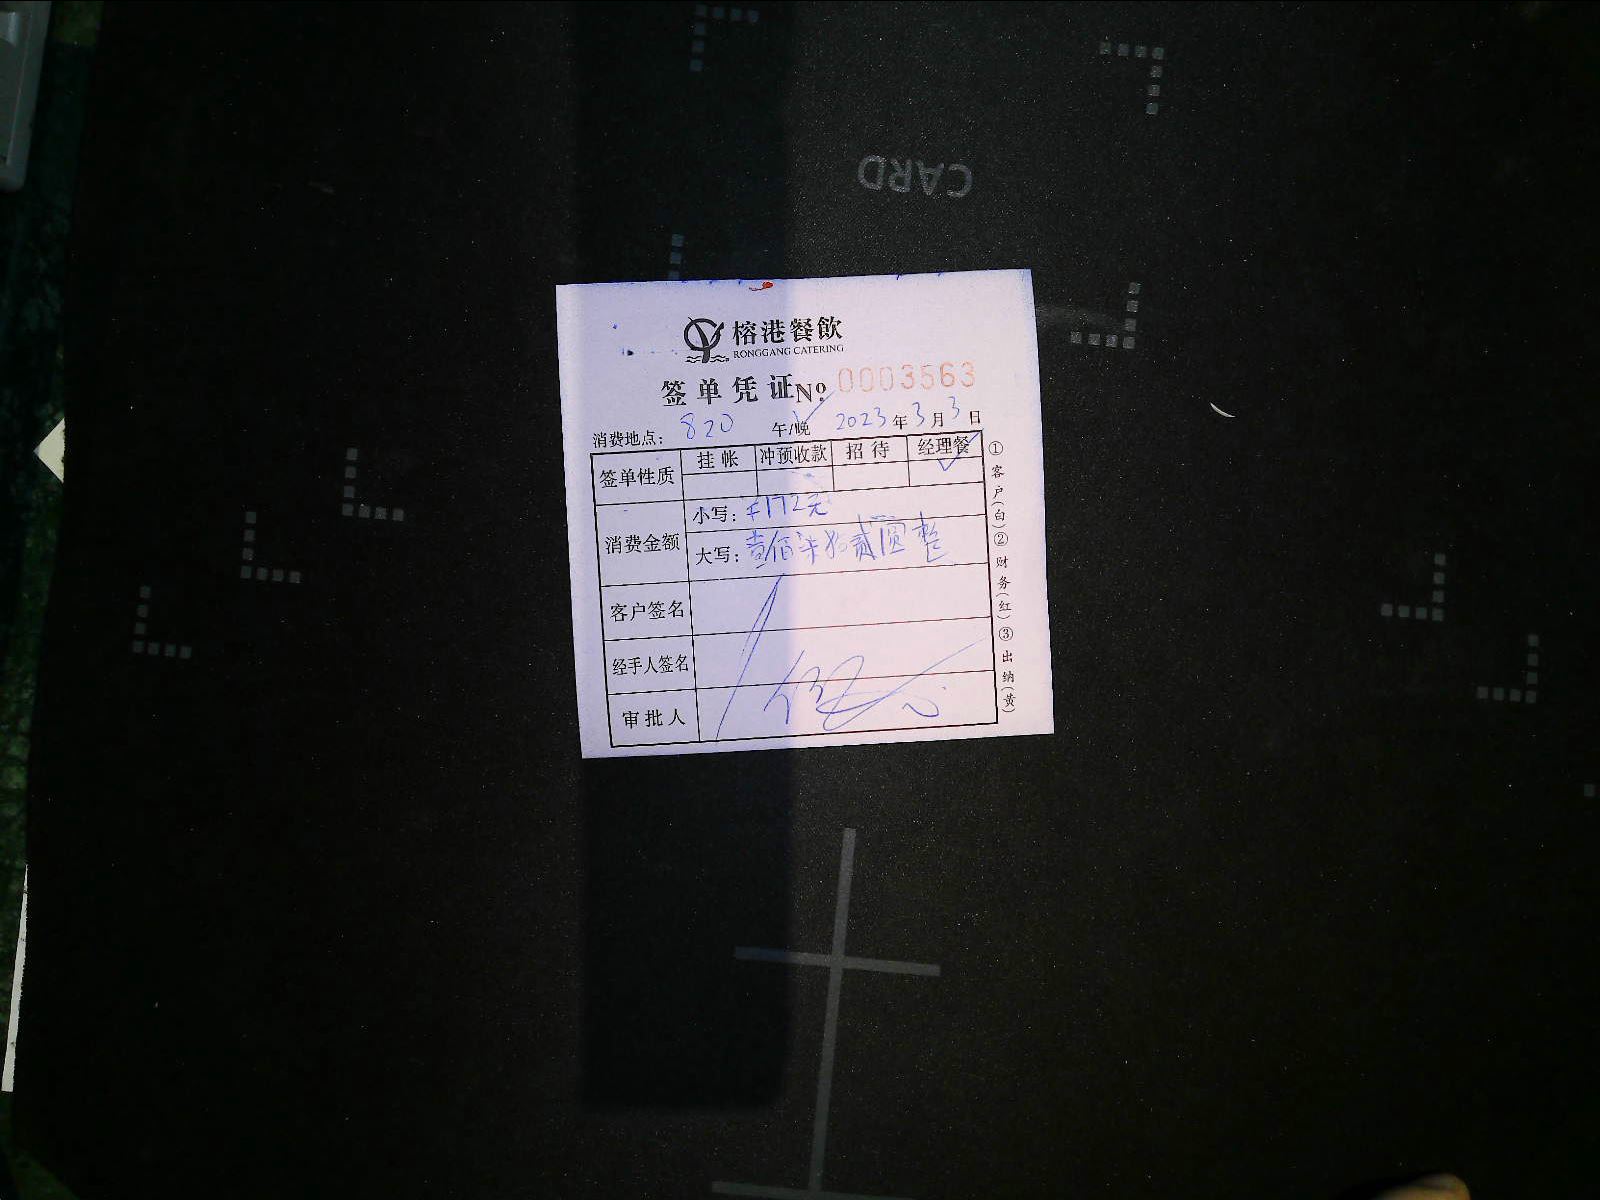 CARD
榕港餐飲
RONGGANG CATERING
签单凭证 No. 0003563
消费地点: 820 午/晚 2023年3月3日
签单性质 挂帐 冲预收款 招待 经理餐
✓
消费金额
小写: ¥172元
大写: 壹佰柒拾贰圆整
客户签名
经手人签名
审批人
①客户(白)②财务(红)③出纳(黄)